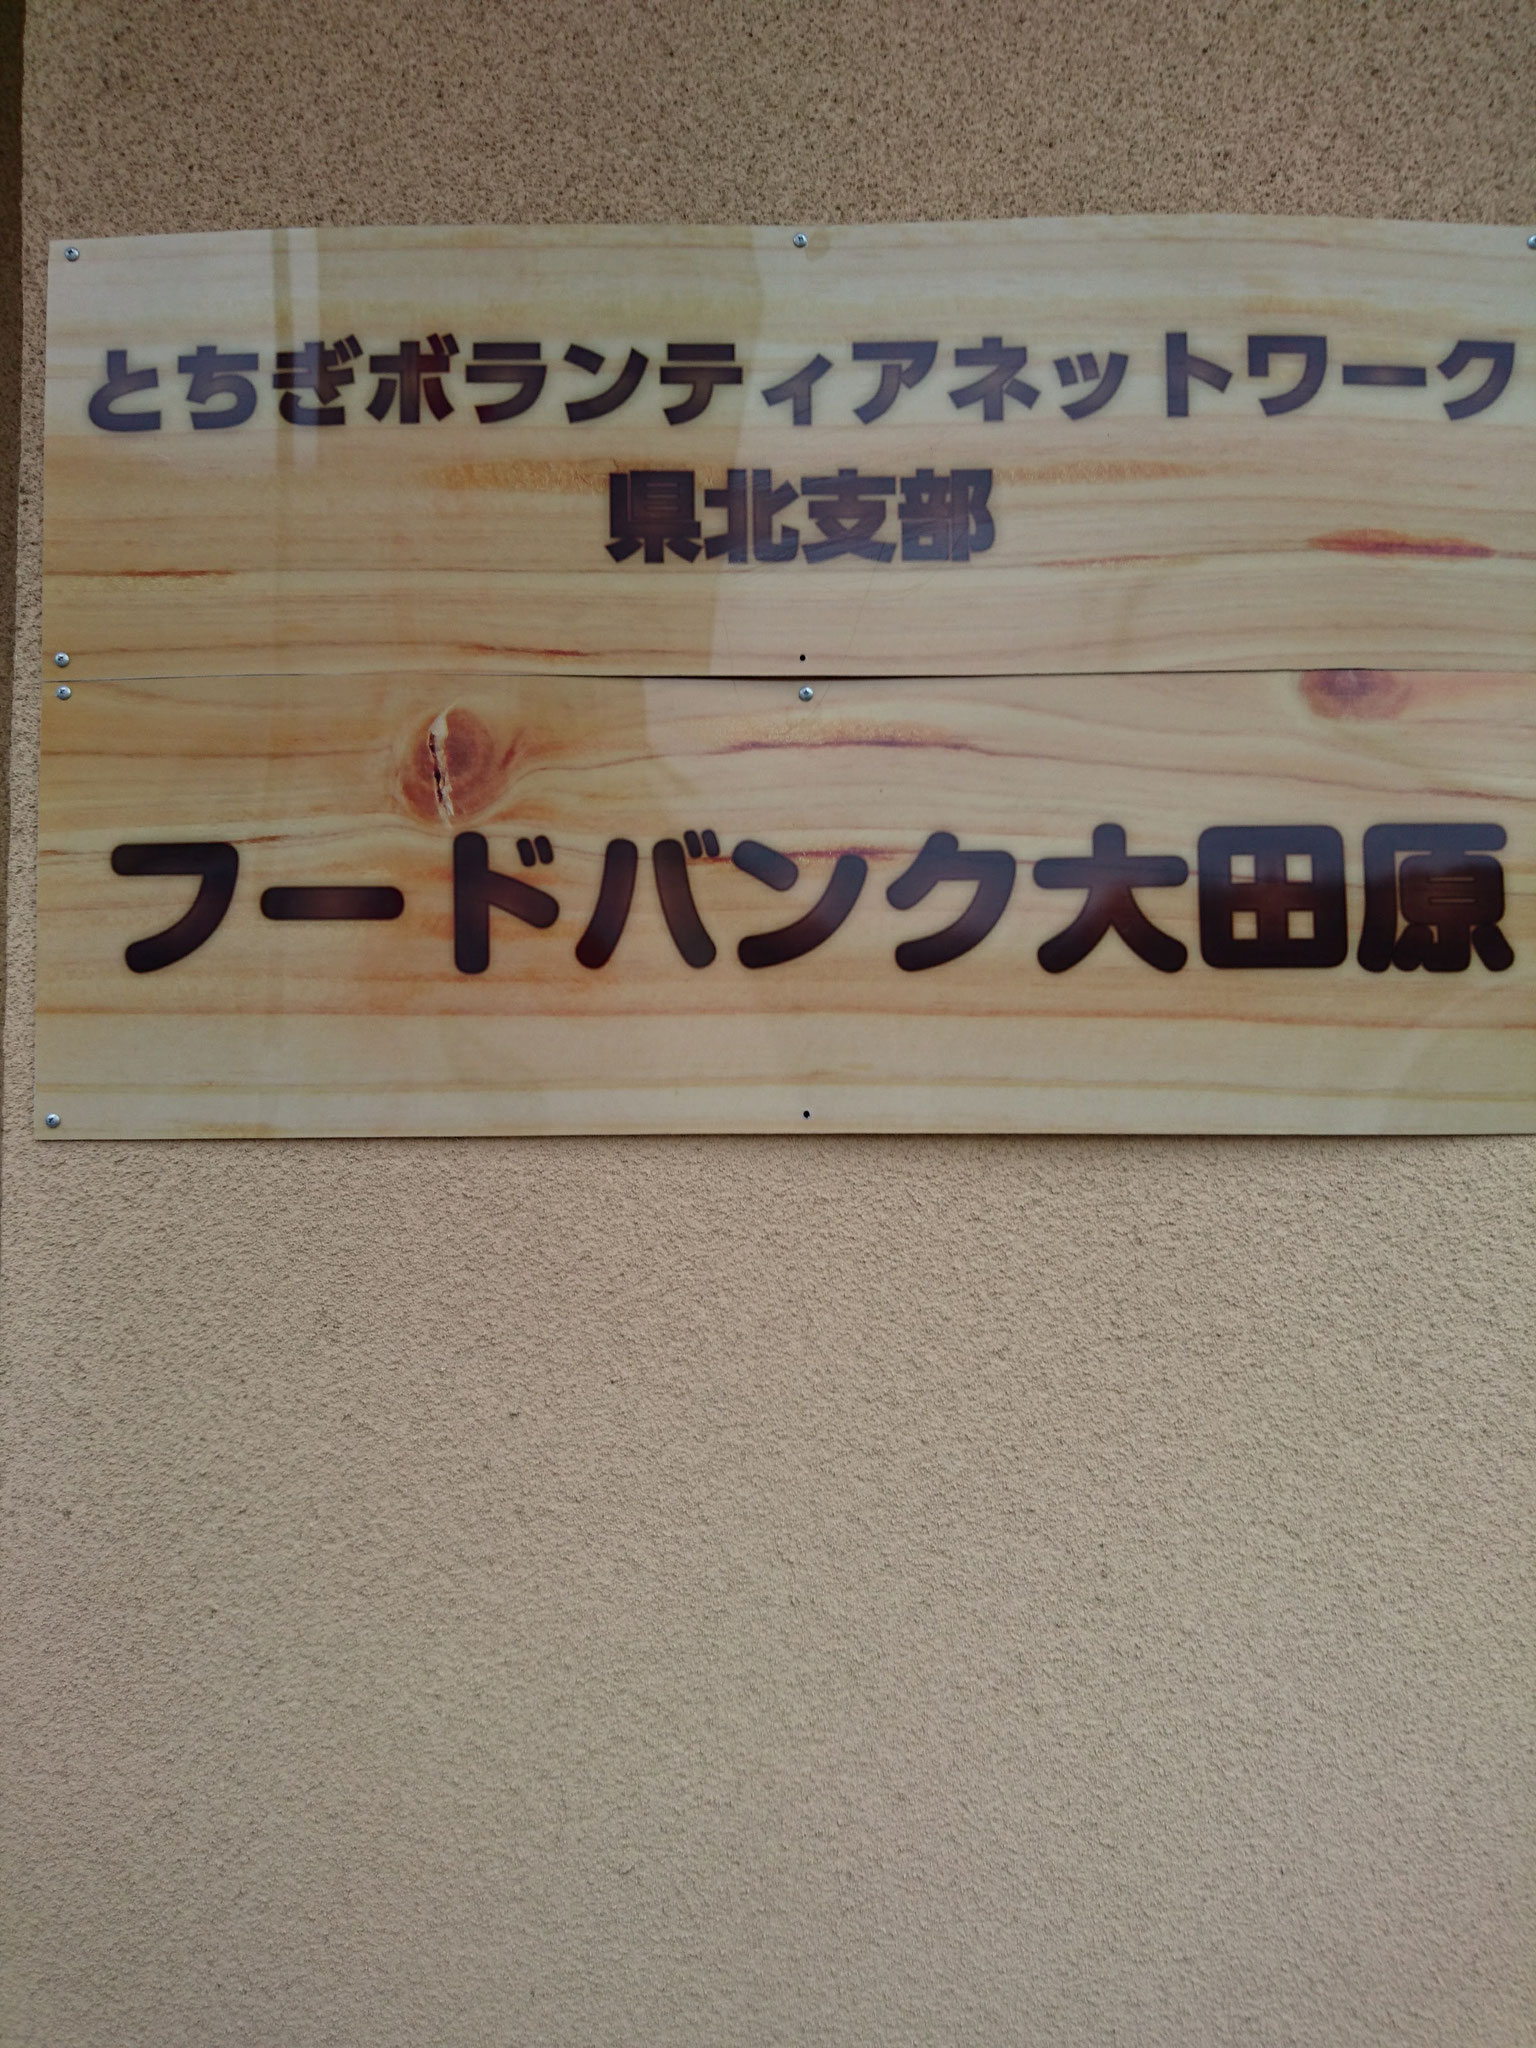 とちぎボランティアネットワーク
県北支部
フードバンク大田原